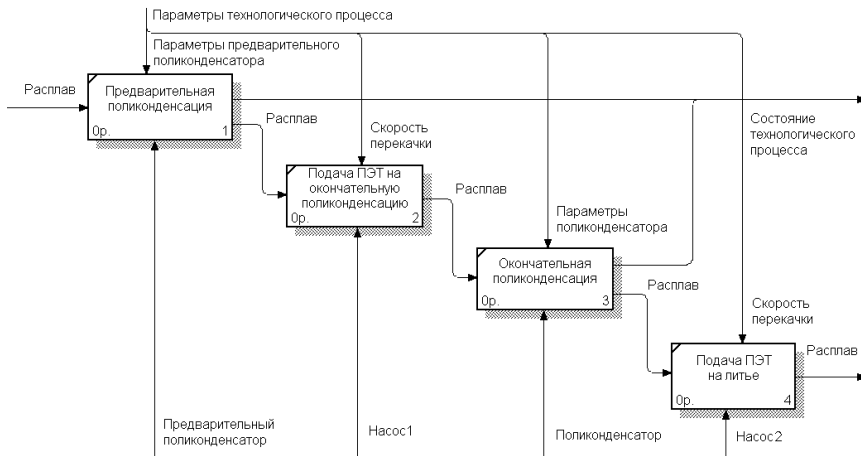 Параметры технологического процесса
Параметры предварительного
поликонденсатора
Расплав
Предварительная
поликонденсация
0р.
1
Расплав
Скорость
перекачки
Состояние
технологического
процесса
Подача ПЭТ на
окончательную
поликонденсацию
0р.
2
Расплав
Параметры
поликонденсатора
Окончательная
поликонденсация
0р.
3
Расплав
Скорость
перекачки
Подача ПЭТ
на литье
0р.
4
Расплав
Предварительный
поликонденсатор
Насос1
Поликонденсатор
Насос2